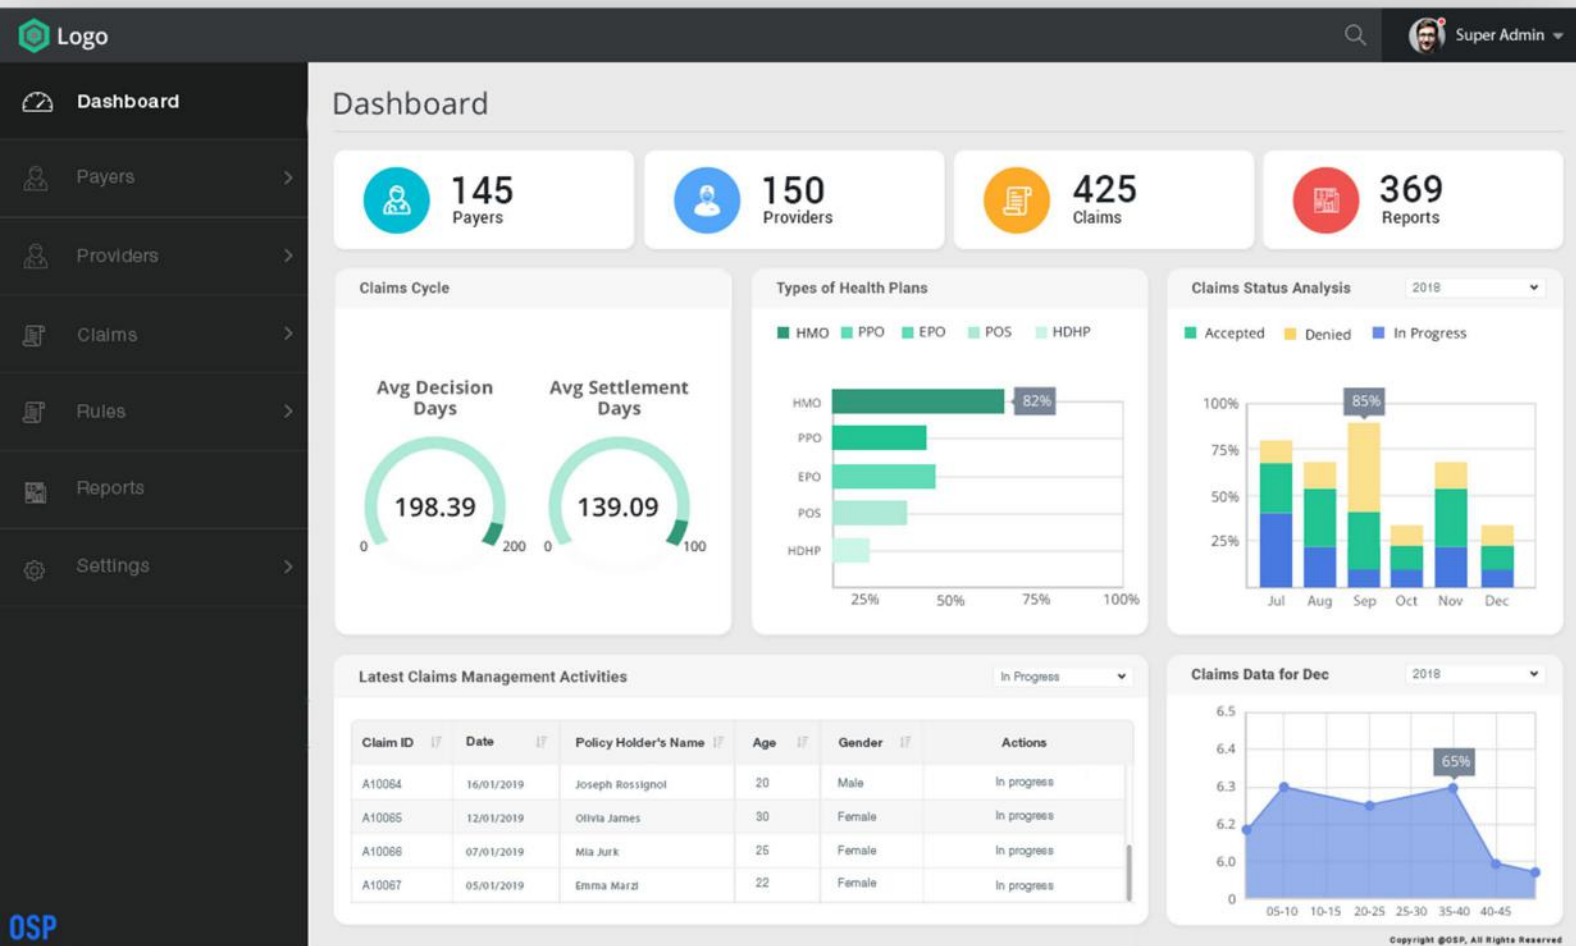 Logo
Super Admin
Dashboard
Payers
Providers
Claims
Rules
Reports
Settings
OSP
Dashboard
145
Payers
150
Providers
425
Claims
369
Reports
Claims Cycle
Avg Decision
Days
198.39
0
200
Avg Settlement
Days
139.09
0
100
Types of Health Plans
HMO PPO EPO POS HDHP
HMO
82%
PPO
EPO
POS
HDHP
25% 50% 75% 100%
Claims Status Analysis
2018
Accepted Denied In Progress
85%
100%
75%
50%
25%
Jul Aug Sep Oct Nov Dec
Latest Claims Management Activities
In Progress
Claim ID Date Policy Holder's Name Age Gender Actions
A10064 16/01/2019 Joseph Rossignol 20 Male In progress
A10065 12/01/2019 Olivia James 30 Female In progress
A10066 07/01/2019 Mia Jurk 25 Female In progress
A10067 05/01/2019 Emma Marzi 22 Female In progress
Claims Data for Dec
2018
6.5
6.4
65%
6.3
6.2
6.0
0
05-10 10-15 20-25 25-30 35-40 40-45
Copyright @OSP, All Rights Reserved